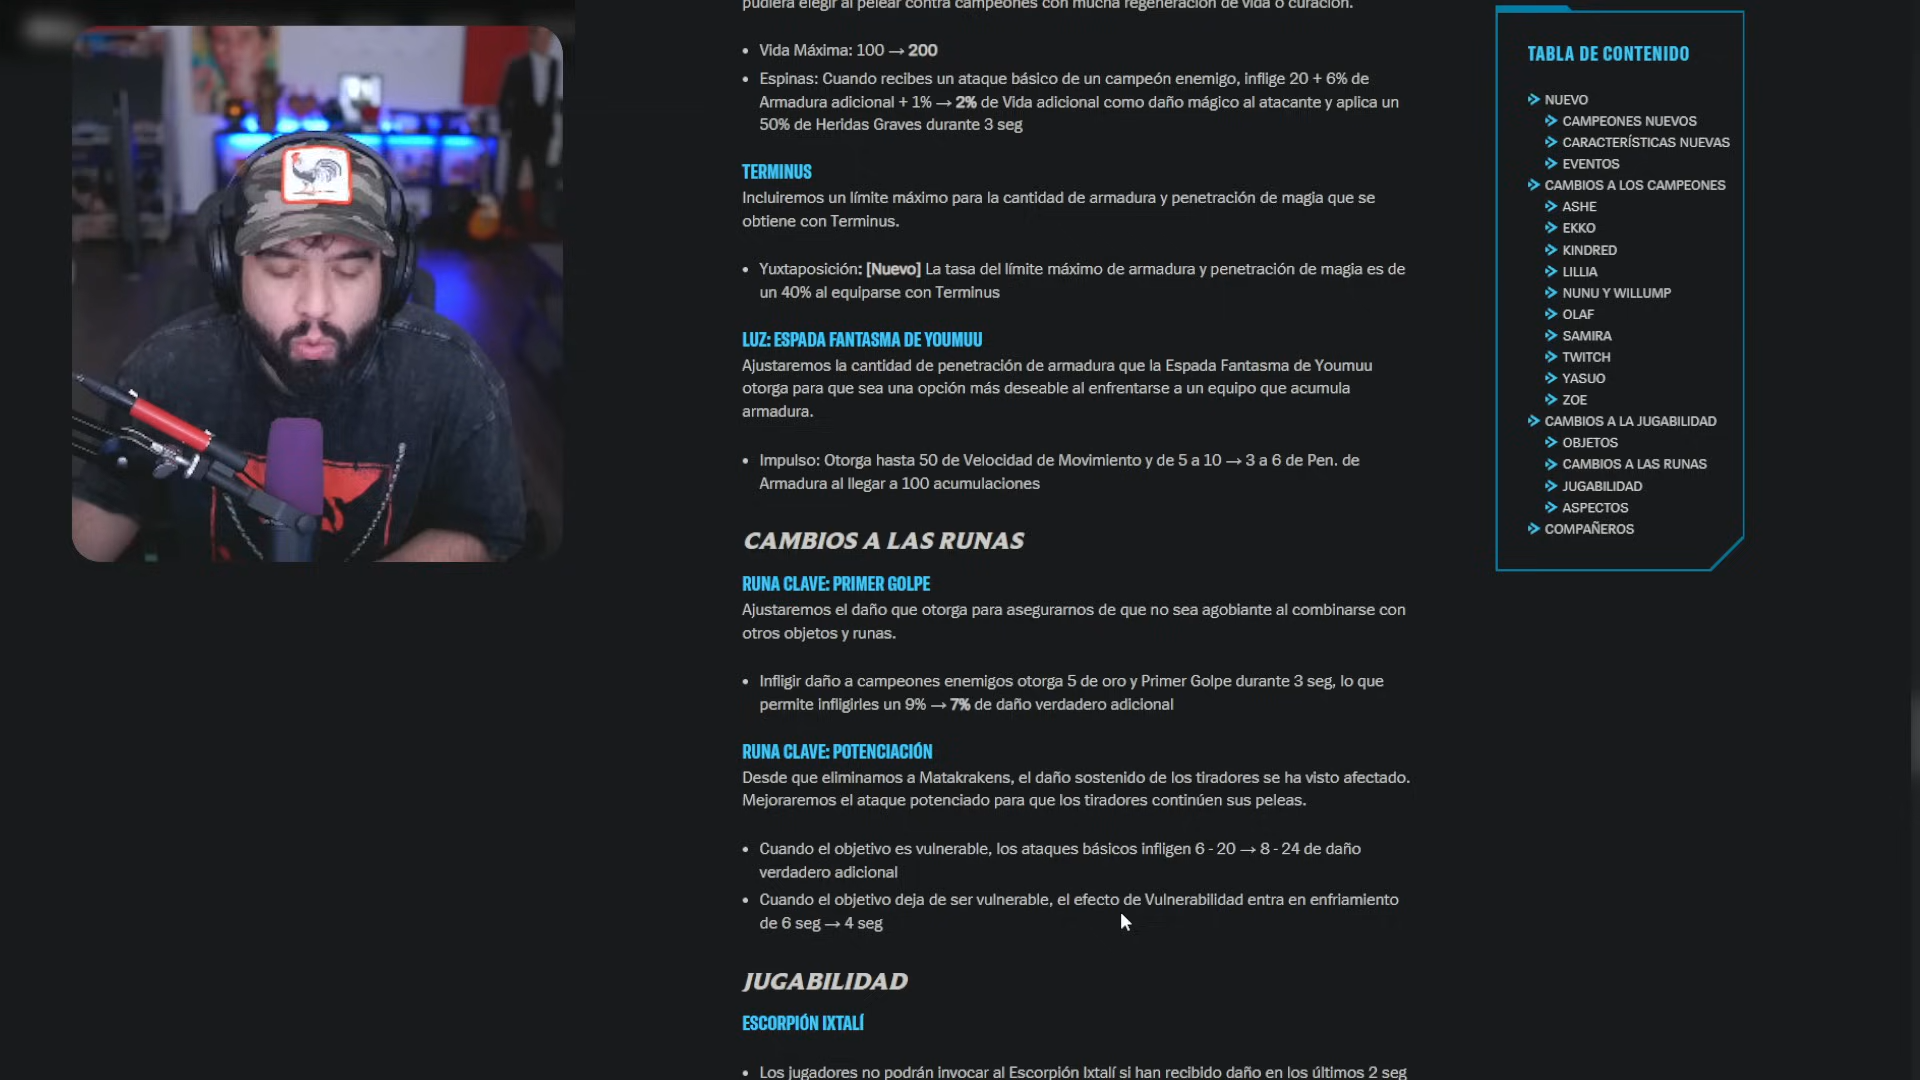 pudiera elegir al pelear contra campeones con mucha regeneración de vida o curación.
• Vida Máxima: 100 → 200
• Espinas: Cuando recibes un ataque básico de un campeón enemigo, inflige 20 + 6% de
Armadura adicional + 1% → 2% de Vida adicional como daño mágico al atacante y aplica un
50% de Heridas Graves durante 3 seg
TERMINUS
Incluiremos un límite máximo para la cantidad de armadura y penetración de magia que se
obtiene con Terminus.
• Yuxtaposición: [Nuevo] La tasa del límite máximo de armadura y penetración de magia es de
un 40% al equiparse con Terminus
LUZ: ESPADA FANTASMA DE YOUMUU
Ajustaremos la cantidad de penetración de armadura que la Espada Fantasma de Youmuu
otorga para que sea una opción más deseable al enfrentarse a un equipo que acumula
armadura.
• Impulso: Otorga hasta 50 de Velocidad de Movimiento y de 5 a 10 → 3 a 6 de Pen. de
Armadura al llegar a 100 acumulaciones
CAMBIOS A LAS RUNAS
RUNA CLAVE: PRIMER GOLPE
Ajustaremos el daño que otorga para asegurarnos de que no sea agobiante al combinarse con
otros objetos y runas.
• Infligir daño a campeones enemigos otorga 5 de oro y Primer Golpe durante 3 seg, lo que
permite infligirles un 9% → 7% de daño verdadero adicional
RUNA CLAVE: POTENCIACIÓN
Desde que eliminamos a Matakrakens, el daño sostenido de los tiradores se ha visto afectado.
Mejoraremos el ataque potenciado para que los tiradores continúen sus peleas.
• Cuando el objetivo es vulnerable, los ataques básicos infligen 6 - 20 → 8 - 24 de daño
verdadero adicional
• Cuando el objetivo deja de ser vulnerable, el efecto de Vulnerabilidad entra en enfriamiento
de 6 seg → 4 seg
JUGABILIDAD
ESCORPIÓN IXTALÍ
• Los jugadores no podrán invocar al Escorpión Ixtalí si han recibido daño en los últimos 2 seg
TABLA DE CONTENIDO
NUEVO
CAMPEONES NUEVOS
CARACTERÍSTICAS NUEVAS
EVENTOS
CAMBIOS A LOS CAMPEONES
ASHE
EKKO
KINDRED
LILLIA
NUNU Y WILLUMP
OLAF
SAMIRA
TWITCH
YASUO
ZOE
CAMBIOS A LA JUGABILIDAD
OBJETOS
CAMBIOS A LAS RUNAS
JUGABILIDAD
ASPECTOS
COMPAÑEROS